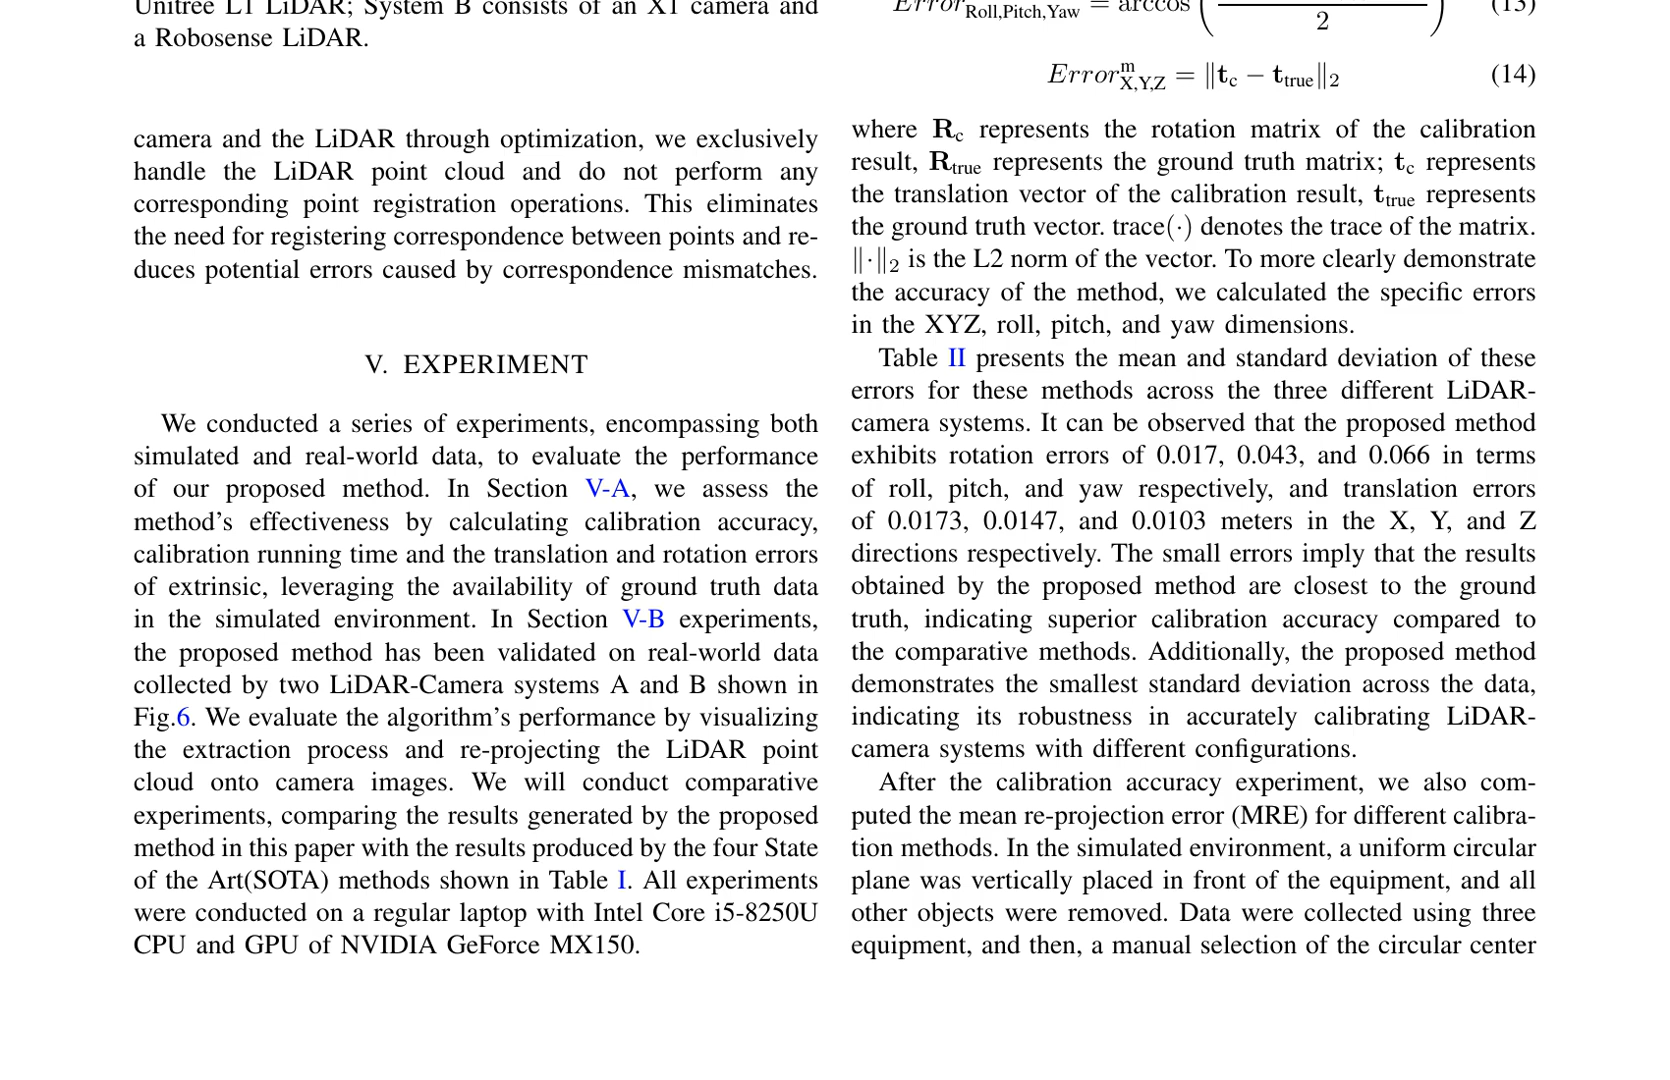 Unitree L1 LiDAR; System B consists of an X1 camera and
a Robosense LiDAR.
camera and the LiDAR through optimization, we exclusively
handle the LiDAR point cloud and do not perform any
corresponding point registration operations. This eliminates
the need for registering correspondence between points and re-
duces potential errors caused by correspondence mismatches.
V. EXPERIMENT
We conducted a series of experiments, encompassing both
simulated and real-world data, to evaluate the performance
of our proposed method. In Section V-A, we assess the
method's effectiveness by calculating calibration accuracy,
calibration running time and the translation and rotation errors
of extrinsic, leveraging the availability of ground truth data
in the simulated environment. In Section V-B experiments,
the proposed method has been validated on real-world data
collected by two LiDAR-Camera systems A and B shown in
Fig.6. We evaluate the algorithm's performance by visualizing
the extraction process and re-projecting the LiDAR point
cloud onto camera images. We will conduct comparative
experiments, comparing the results generated by the proposed
method in this paper with the results produced by the four State
of the Art(SOTA) methods shown in Table I. All experiments
were conducted on a regular laptop with Intel Core i5-8250U
CPU and GPU of NVIDIA GeForce MX150.
Error_Roll,Pitch,Yaw = arccos ( 2 ) (13)
Error^m_X,Y,Z = ‖t_c − t_true‖_2 (14)
where R_c represents the rotation matrix of the calibration
result, R_true represents the ground truth matrix; t_c represents
the translation vector of the calibration result, t_true represents
the ground truth vector. trace(·) denotes the trace of the matrix.
‖·‖_2 is the L2 norm of the vector. To more clearly demonstrate
the accuracy of the method, we calculated the specific errors
in the XYZ, roll, pitch, and yaw dimensions.
Table II presents the mean and standard deviation of these
errors for these methods across the three different LiDAR-
camera systems. It can be observed that the proposed method
exhibits rotation errors of 0.017, 0.043, and 0.066 in terms
of roll, pitch, and yaw respectively, and translation errors
of 0.0173, 0.0147, and 0.0103 meters in the X, Y, and Z
directions respectively. The small errors imply that the results
obtained by the proposed method are closest to the ground
truth, indicating superior calibration accuracy compared to
the comparative methods. Additionally, the proposed method
demonstrates the smallest standard deviation across the data,
indicating its robustness in accurately calibrating LiDAR-
camera systems with different configurations.
After the calibration accuracy experiment, we also com-
puted the mean re-projection error (MRE) for different calibra-
tion methods. In the simulated environment, a uniform circular
plane was vertically placed in front of the equipment, and all
other objects were removed. Data were collected using three
equipment, and then, a manual selection of the circular center